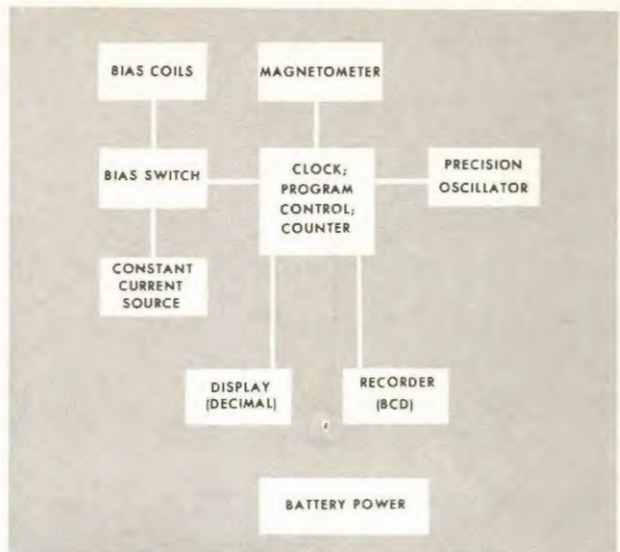 BIAS COILS
MAGNETOMETER
BIAS SWITCH
CLOCK;
PROGRAM
CONTROL;
COUNTER
PRECISION
OSCILLATOR
CONSTANT
CURRENT
SOURCE
DISPLAY
(DECIMAL)
RECORDER
(BCD)
BATTERY POWER